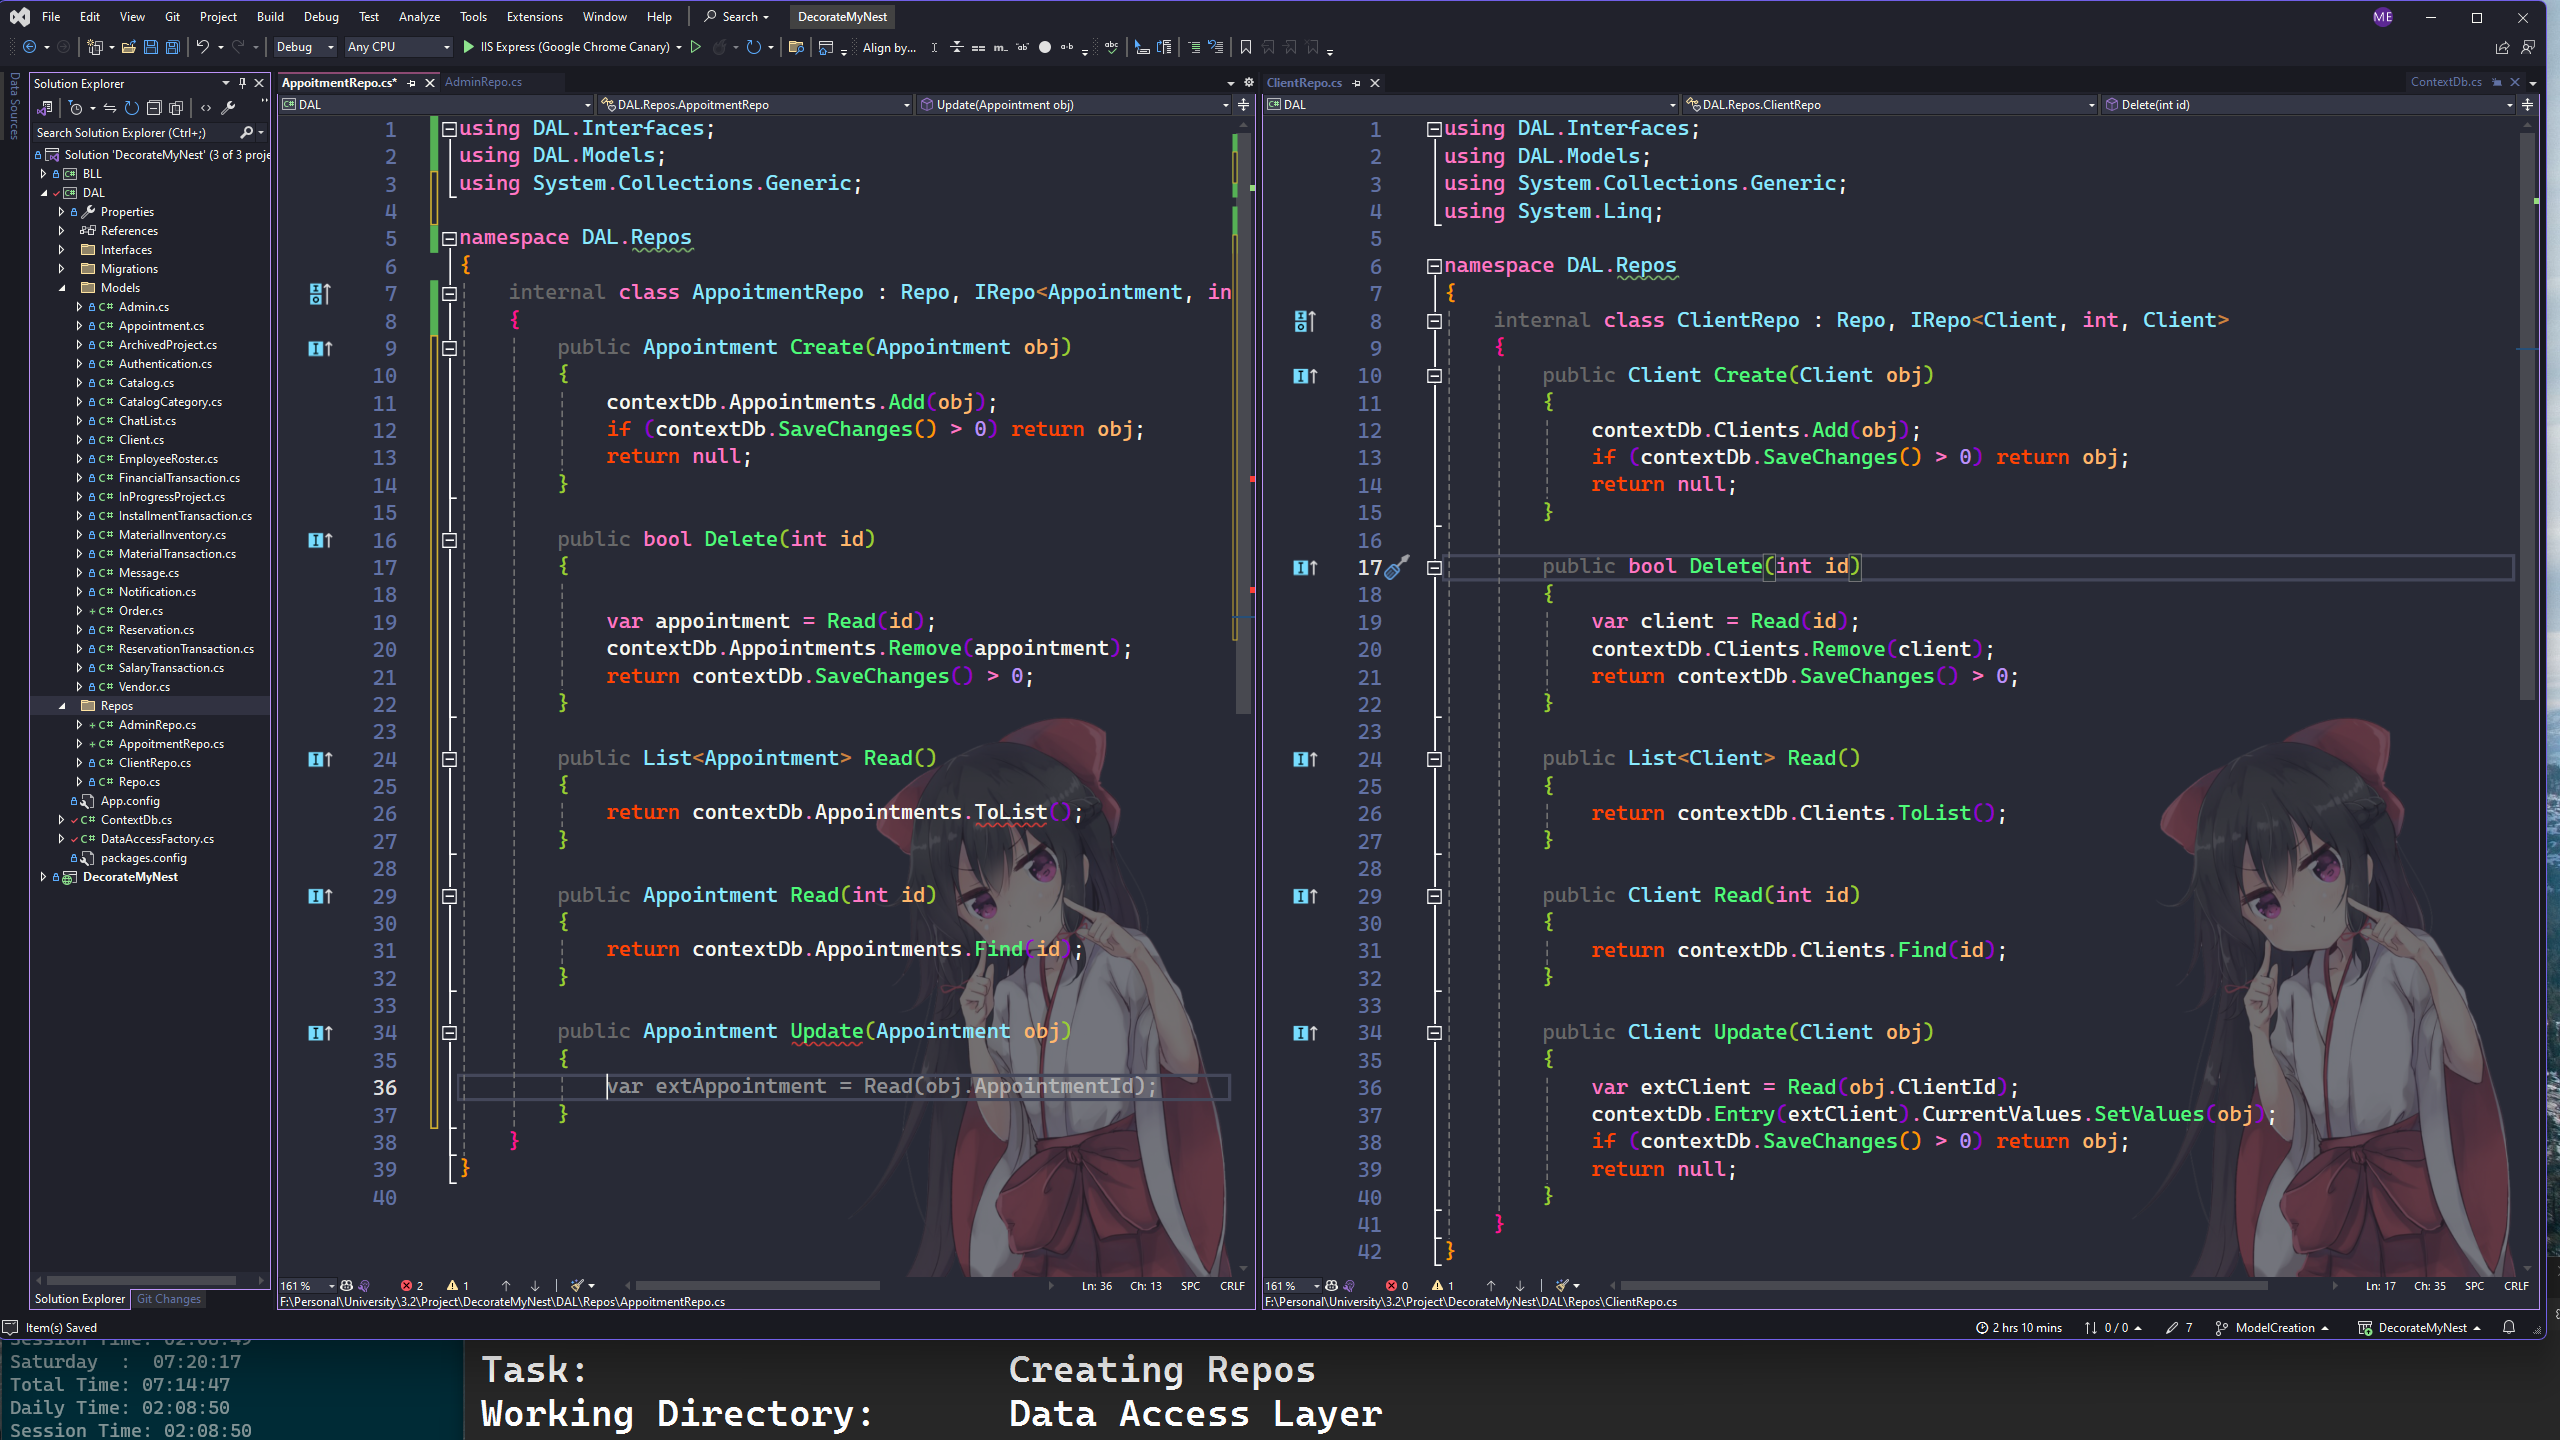 File Edit View Git Project Build Debug Test Analyze Tools Extensions Window Help Search DecorateMyNest ME
Debug Any CPU IIS Express (Google Chrome Canary) Align by...
Data Sources
Solution Explorer
Search Solution Explorer (Ctrl+;)
Solution 'DecorateMyNest' (3 of 3 proje
BLL
DAL
Properties
References
Interfaces
Migrations
Models
Admin.cs
Appointment.cs
ArchivedProject.cs
Authentication.cs
Catalog.cs
CatalogCategory.cs
ChatList.cs
Client.cs
EmployeeRoster.cs
FinancialTransaction.cs
InProgressProject.cs
InstallmentTransaction.cs
MaterialInventory.cs
MaterialTransaction.cs
Message.cs
Notification.cs
Order.cs
Reservation.cs
ReservationTransaction.cs
SalaryTransaction.cs
Vendor.cs
Repos
AdminRepo.cs
AppoitmentRepo.cs
ClientRepo.cs
Repo.cs
App.config
ContextDb.cs
DataAccessFactory.cs
packages.config
DecorateMyNest
Solution Explorer Git Changes
AppoitmentRepo.cs* AdminRepo.cs
DAL DAL.Repos.AppoitmentRepo Update(Appointment obj)
1 using DAL.Interfaces;
2 using DAL.Models;
3 using System.Collections.Generic;
4
5 namespace DAL.Repos
6 {
7 internal class AppoitmentRepo : Repo, IRepo<Appointment, in
8 {
9 public Appointment Create(Appointment obj)
10 {
11 contextDb.Appointments.Add(obj);
12 if (contextDb.SaveChanges() > 0) return obj;
13 return null;
14 }
15
16 public bool Delete(int id)
17 {
18
19 var appointment = Read(id);
20 contextDb.Appointments.Remove(appointment);
21 return contextDb.SaveChanges() > 0;
22 }
23
24 public List<Appointment> Read()
25 {
26 return contextDb.Appointments.ToList();
27 }
28
29 public Appointment Read(int id)
30 {
31 return contextDb.Appointments.Find(id);
32 }
33
34 public Appointment Update(Appointment obj)
35 {
36 var extAppointment = Read(obj.AppointmentId);
37 }
38 }
39 }
40
161 % 2 1 Ln: 36 Ch: 13 SPC CRLF
F:\Personal\University\3.2\Project\DecorateMyNest\DAL\Repos\AppoitmentRepo.cs
ClientRepo.cs ContextDb.cs
DAL DAL.Repos.ClientRepo Delete(int id)
1 using DAL.Interfaces;
2 using DAL.Models;
3 using System.Collections.Generic;
4 using System.Linq;
5
6 namespace DAL.Repos
7 {
8 internal class ClientRepo : Repo, IRepo<Client, int, Client>
9 {
10 public Client Create(Client obj)
11 {
12 contextDb.Clients.Add(obj);
13 if (contextDb.SaveChanges() > 0) return obj;
14 return null;
15 }
16
17 public bool Delete(int id)
18 {
19 var client = Read(id);
20 contextDb.Clients.Remove(client);
21 return contextDb.SaveChanges() > 0;
22 }
23
24 public List<Client> Read()
25 {
26 return contextDb.Clients.ToList();
27 }
28
29 public Client Read(int id)
30 {
31 return contextDb.Clients.Find(id);
32 }
33
34 public Client Update(Client obj)
35 {
36 var extClient = Read(obj.ClientId);
37 contextDb.Entry(extClient).CurrentValues.SetValues(obj);
38 if (contextDb.SaveChanges() > 0) return obj;
39 return null;
40 }
41 }
42 }
161 % 0 1 Ln: 17 Ch: 35 SPC CRLF
F:\Personal\University\3.2\Project\DecorateMyNest\DAL\Repos\ClientRepo.cs
Item(s) Saved 2 hrs 10 mins 0 / 0 7 ModelCreation DecorateMyNest
Session Time: 02:08:49
Saturday : 07:20:17
Total Time: 07:14:47
Daily Time: 02:08:50
Session Time: 02:08:50
Task: Creating Repos
Working Directory: Data Access Layer